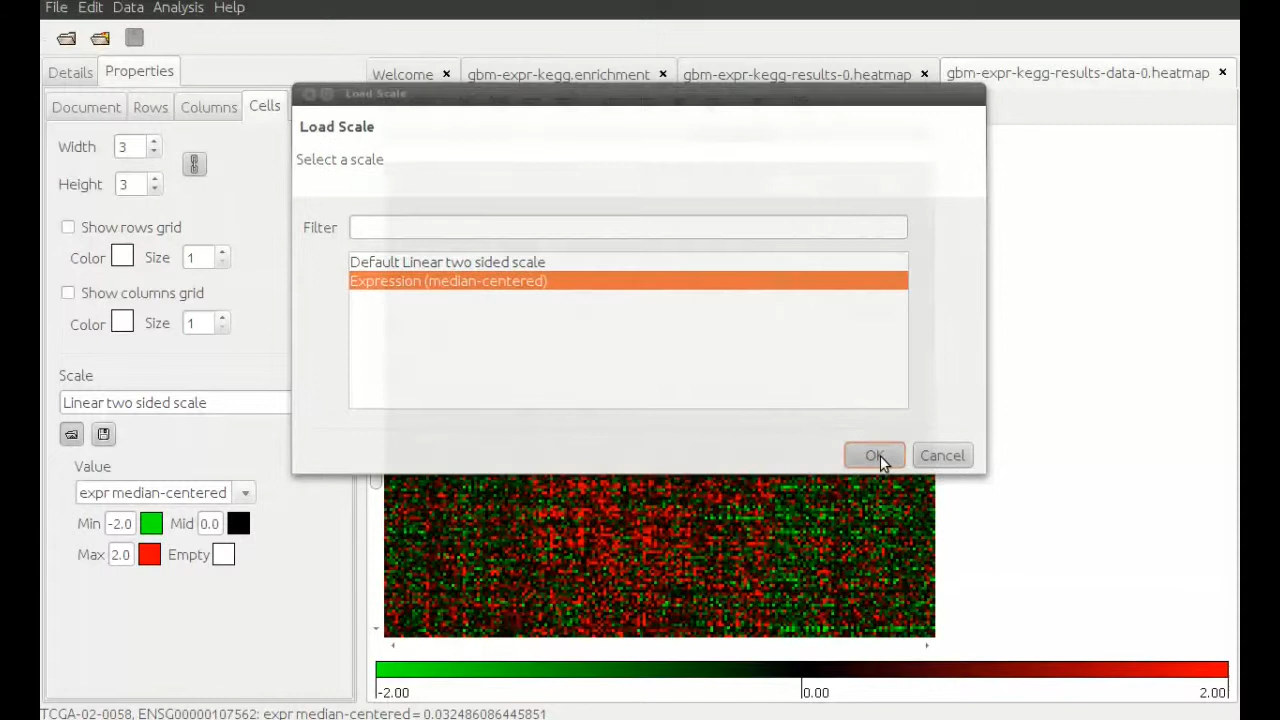 File Edit Data Analysis Help
Details Properties
Welcome gbm-expr-kegg.enrichment gbm-expr-kegg-results-0.heatmap gbm-expr-kegg-results-data-0.heatmap
Document Rows Columns Cells
Width 3
Height 3
Show rows grid
Color Size 1
Show columns grid
Color Size 1
Scale
Linear two sided scale
Value
expr median-centered
Min -2.0 Mid 0.0
Max 2.0 Empty
Load Scale
Load Scale
Select a scale
Filter
Default Linear two sided scale
Expression (median-centered)
OK Cancel
-2.00 0.00 2.00
TCGA-02-0058, ENSG00000107562: expr median-centered = 0.032486086445851